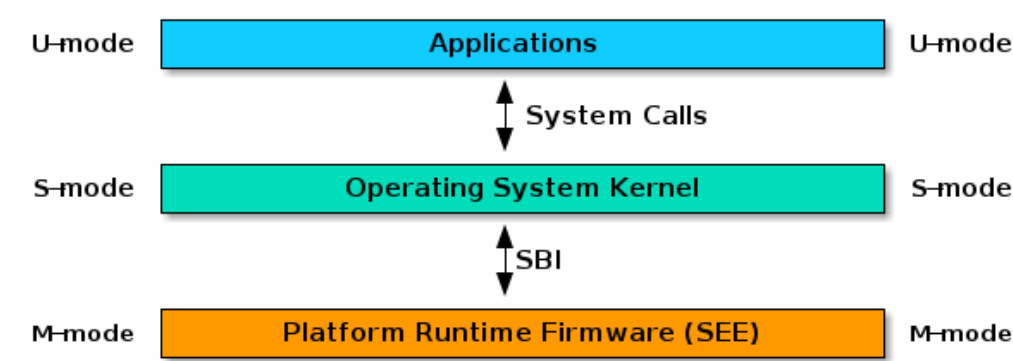 U-mode Applications U-mode
System Calls
S-mode Operating System Kernel S-mode
SBI
M-mode Platform Runtime Firmware (SEE) M-mode